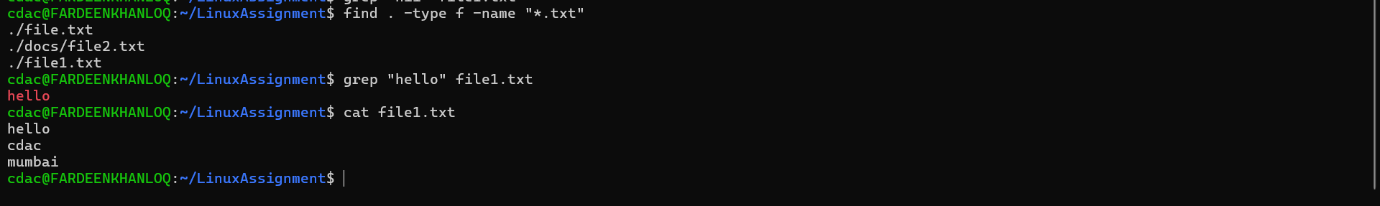 cdac@FARDEENKHANLOQ:~/LinuxAssignment$ find . -type f -name "*.txt"
./file.txt
./docs/file2.txt
./file1.txt
cdac@FARDEENKHANLOQ:~/LinuxAssignment$ grep "hello" file1.txt
hello
cdac@FARDEENKHANLOQ:~/LinuxAssignment$ cat file1.txt
hello
cdac
mumbai
cdac@FARDEENKHANLOQ:~/LinuxAssignment$